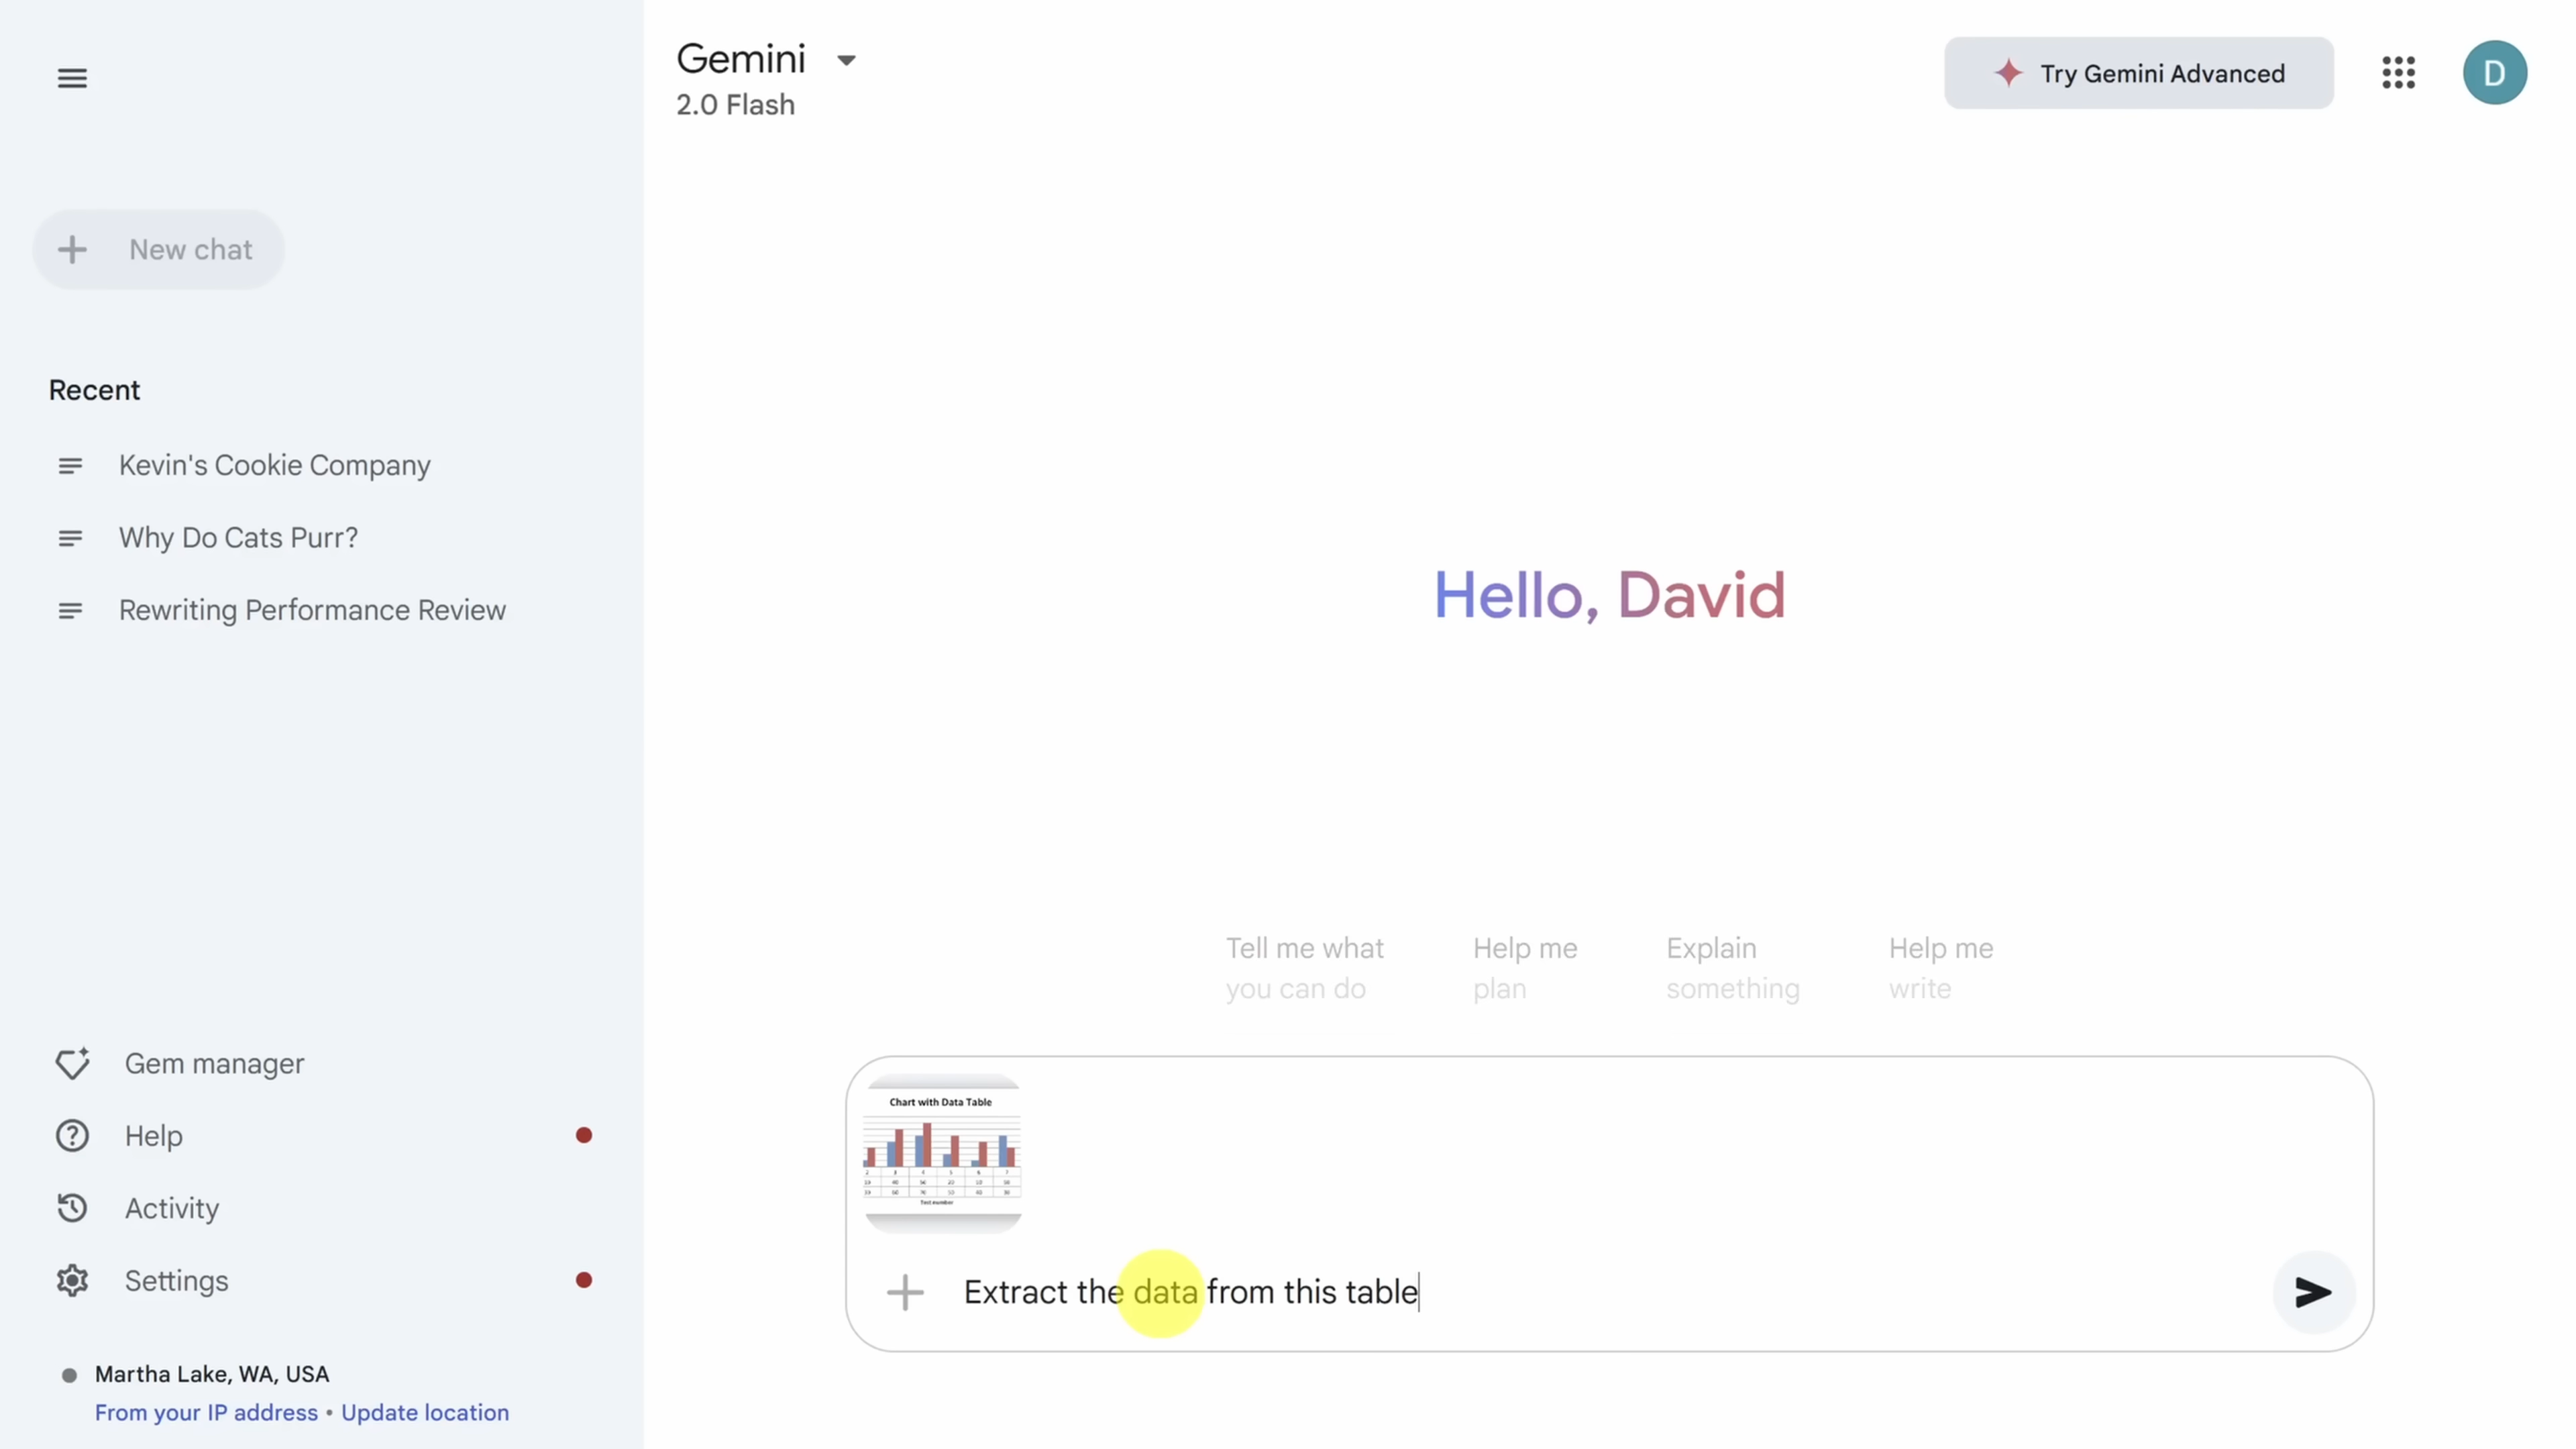 Gemini
2.0 Flash
Try Gemini Advanced
D
New chat
Recent
Kevin's Cookie Company
Why Do Cats Purr?
Rewriting Performance Review
Hello, David
Tell me what
you can do
Help me
plan
Explain
something
Help me
write
Gem manager
Help
Activity
Settings
Martha Lake, WA, USA
From your IP address • Update location
Chart with Data Table
Test number
Extract the data from this table